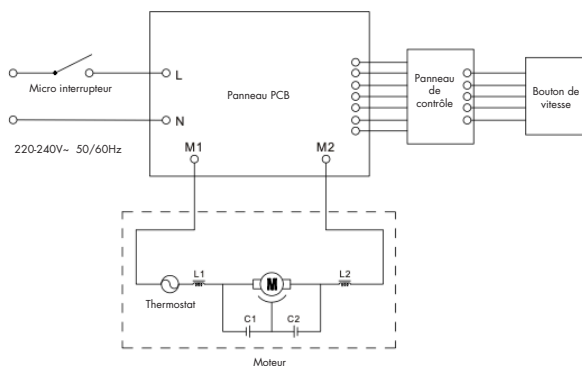 Micro interrupteur
L
Panneau PCB
Panneau
de
contrôle
Bouton de
vitesse
N
220-240V~ 50/60Hz
M1
M2
L1
M
L2
Thermostat
C1
C2
Moteur